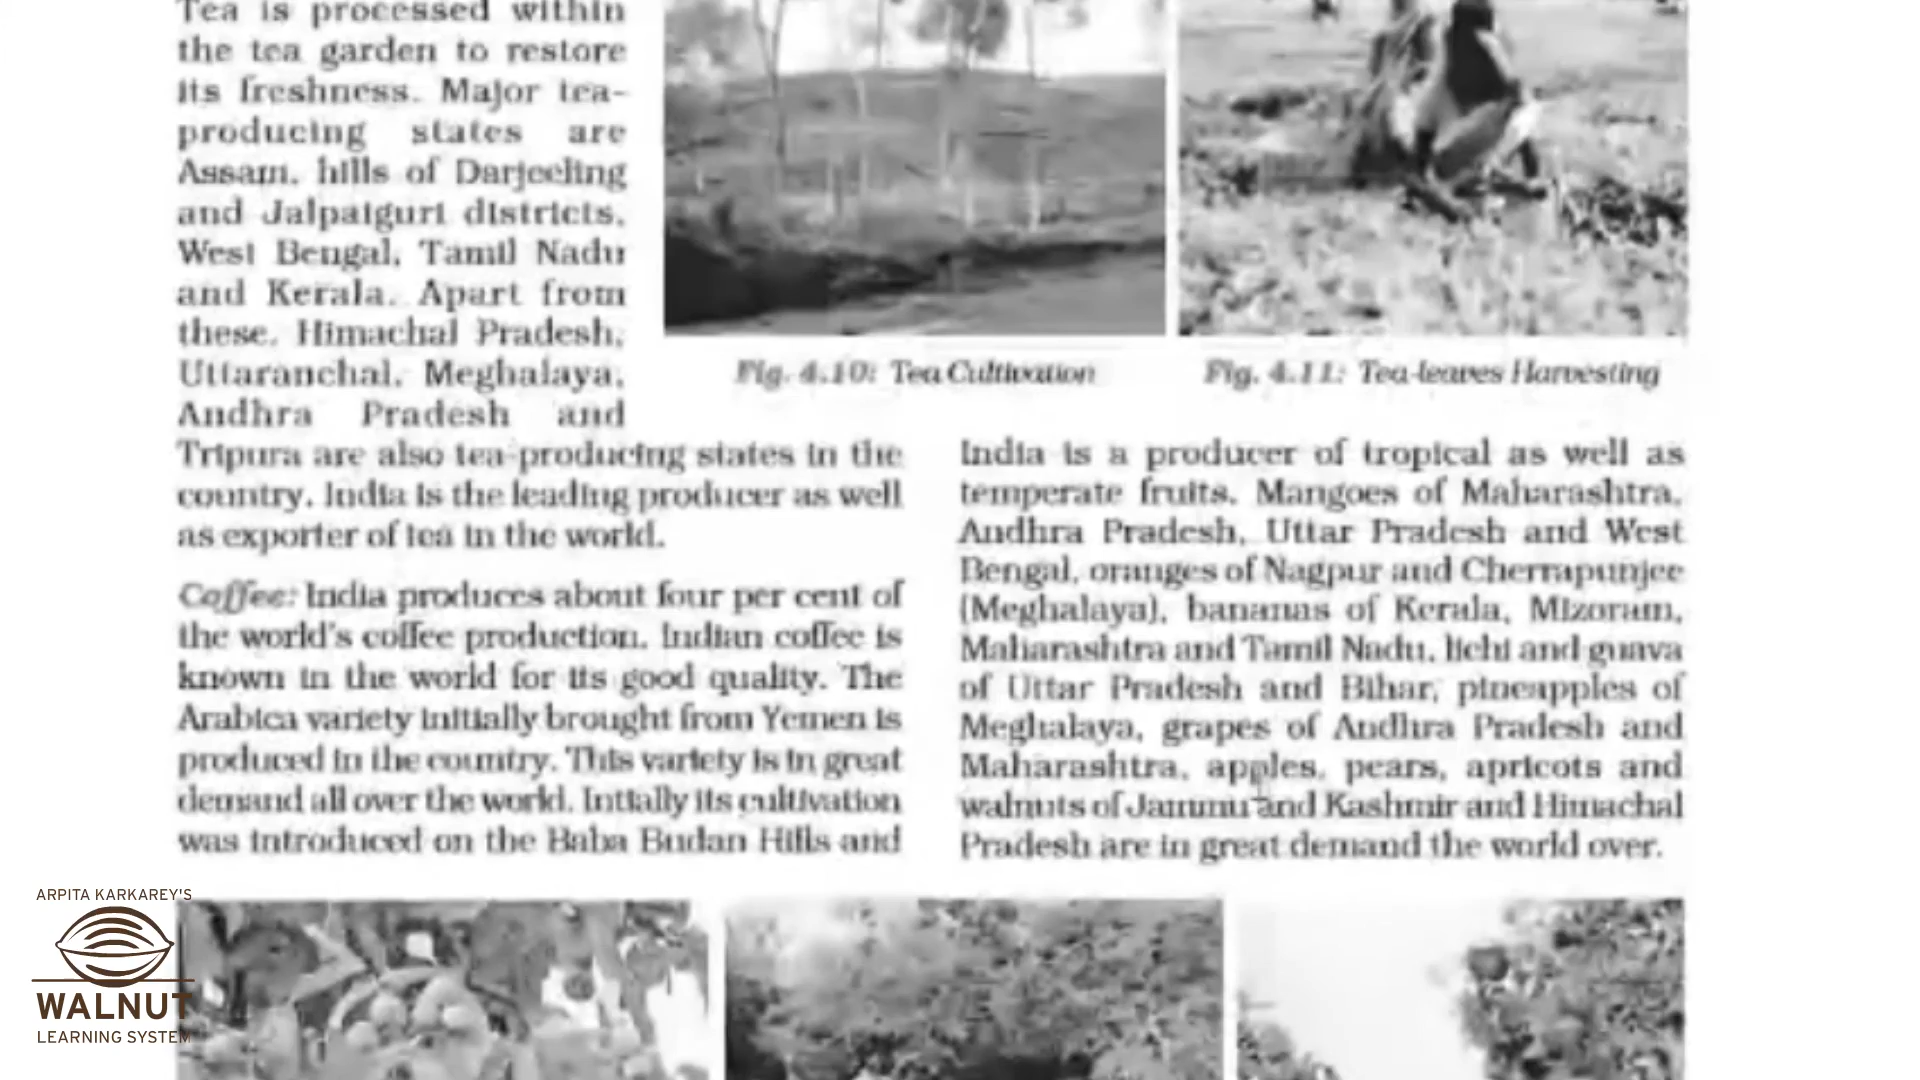 Tea is processed within
the tea garden to restore
its freshness. Major tea-
producing states are
Assam, hills of Darjeeling
and Jalpaiguri districts,
West Bengal, Tamil Nadu
and Kerala. Apart from
these, Himachal Pradesh,
Uttaranchal, Meghalaya,
Andhra Pradesh and
Tripura are also tea-producing states in the
country. India is the leading producer as well
as exporter of tea in the world.
Coffee: India produces about four per cent of
the world's coffee production. Indian coffee is
known in the world for its good quality. The
Arabica variety initially brought from Yemen is
produced in the country. This variety is in great
demand all over the world. Intially its cultivation
was introduced on the Baba Budan Hills and
Fig. 4.10: Tea Cultivation
Fig. 4.11: Tea-leaves Harvesting
India is a producer of tropical as well as
temperate fruits. Mangoes of Maharashtra,
Andhra Pradesh, Uttar Pradesh and West
Bengal, oranges of Nagpur and Cherrapunjee
(Meghalaya), bananas of Kerala, Mizoram,
Maharashtra and Tamil Nadu, lichi and guava
of Uttar Pradesh and Bihar, pineapples of
Meghalaya, grapes of Andhra Pradesh and
Maharashtra, apples, pears, apricots and
walnuts of Jammu and Kashmir and Himachal
Pradesh are in great demand the world over.
ARPITA KARKAREY'S
WALNUT
LEARNING SYSTEM